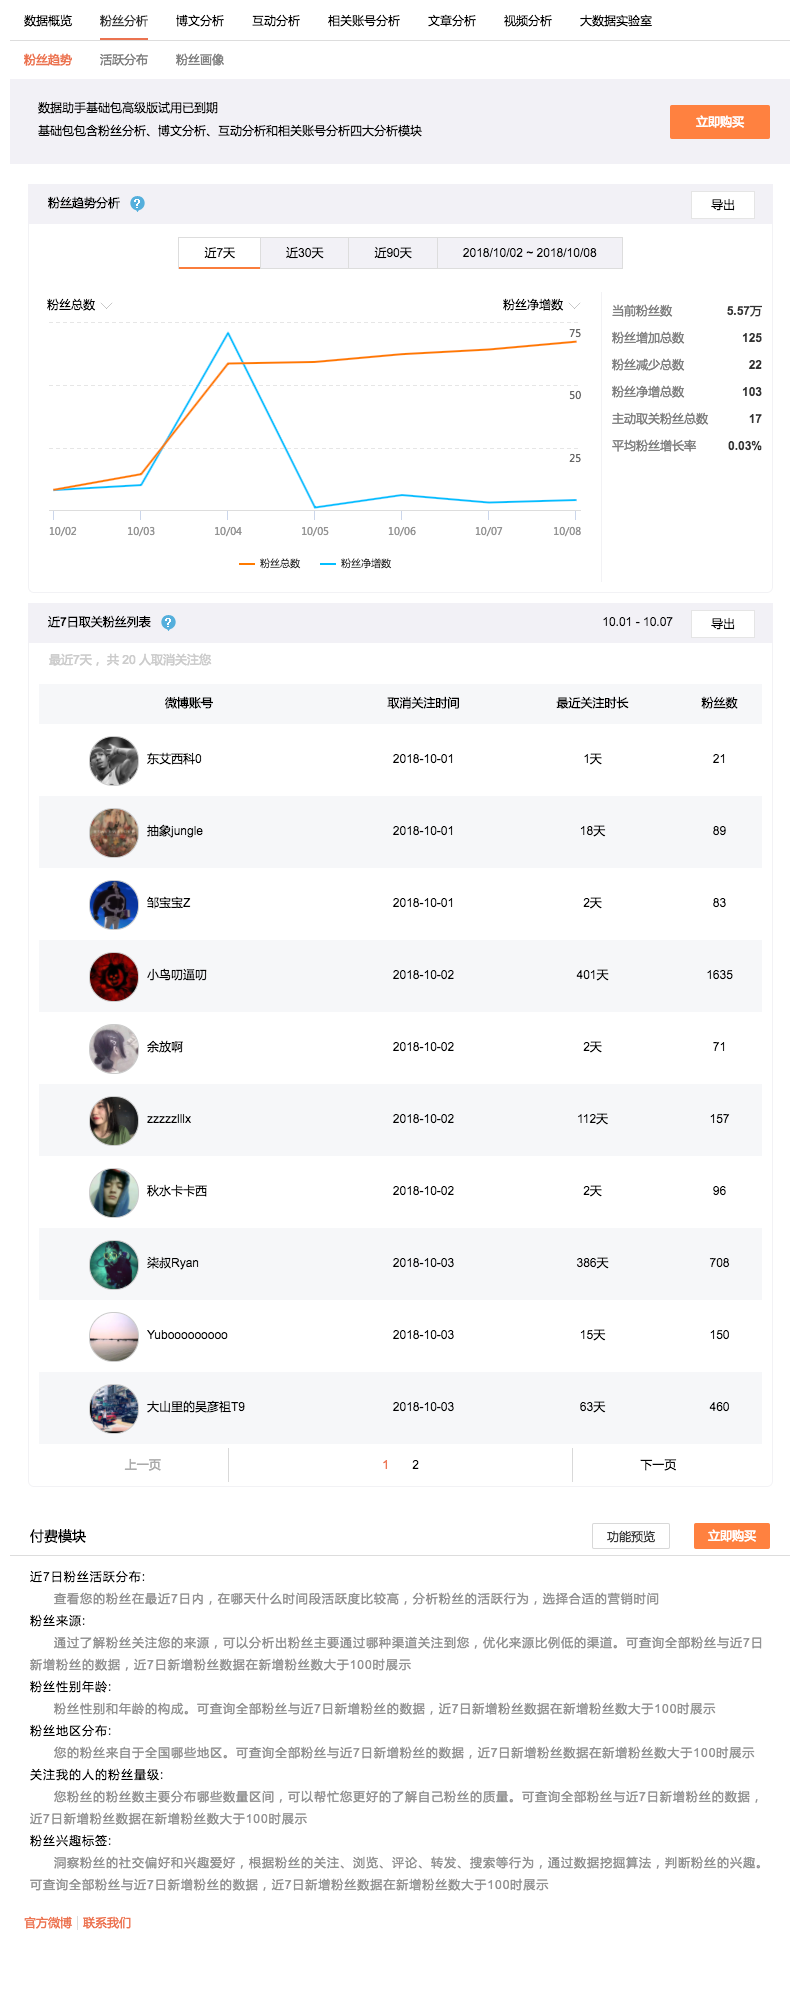 数据概览 粉丝分析 博文分析 互动分析 相关账号分析 文章分析 视频分析 大数据实验室
粉丝趋势 活跃分布 粉丝画像
数据助手基础包高级版试用已到期
基础包包含粉丝分析、博文分析、互动分析和相关账号分析四大分析模块
立即购买
粉丝趋势分析 ? 导出
近7天 近30天 近90天 2018/10/02 ~ 2018/10/08
粉丝总数 粉丝净增数
75
50
25
10/02 10/03 10/04 10/05 10/06 10/07 10/08
粉丝总数 粉丝净增数
当前粉丝数 5.57万
粉丝增加总数 125
粉丝减少总数 22
粉丝净增总数 103
主动取关粉丝总数 17
平均粉丝增长率 0.03%
近7日取关粉丝列表 ? 10.01 - 10.07 导出
最近7天，共 20 人取消关注您
微博账号 取消关注时间 最近关注时长 粉丝数
东艾西科0 2018-10-01 1天 21
抽象jungle 2018-10-01 18天 89
邹宝宝Z 2018-10-01 2天 83
小鸟叨逼叨 2018-10-02 401天 1635
余放啊 2018-10-02 2天 71
zzzzzlllx 2018-10-02 112天 157
秋水卡卡西 2018-10-02 2天 96
柒叔Ryan 2018-10-03 386天 708
Yuboooooooo 2018-10-03 15天 150
大山里的吴彦祖T9 2018-10-03 63天 460
上一页 1 2 下一页
付费模块 功能预览 立即购买
近7日粉丝活跃分布:
查看您的粉丝在最近7日内，在哪天什么时间段活跃度比较高，分析粉丝的活跃行为，选择合适的营销时间
粉丝来源:
通过了解粉丝关注您的来源，可以分析出粉丝主要通过哪种渠道关注到您，优化来源比例低的渠道。可查询全部粉丝与近7日
新增粉丝的数据，近7日新增粉丝数据在新增粉丝数大于100时展示
粉丝性别年龄:
粉丝性别和年龄的构成。可查询全部粉丝与近7日新增粉丝的数据，近7日新增粉丝数据在新增粉丝数大于100时展示
粉丝地区分布:
您的粉丝来自于全国哪些地区。可查询全部粉丝与近7日新增粉丝的数据，近7日新增粉丝数据在新增粉丝数大于100时展示
关注我的人的粉丝量级:
您粉丝的粉丝数主要分布哪些数量区间，可以帮忙您更好的了解自己粉丝的质量。可查询全部粉丝与近7日新增粉丝的数据，
近7日新增粉丝数据在新增粉丝数大于100时展示
粉丝兴趣标签:
洞察粉丝的社交偏好和兴趣爱好，根据粉丝的关注、浏览、评论、转发、搜索等行为，通过数据挖掘算法，判断粉丝的兴趣。
可查询全部粉丝与近7日新增粉丝的数据，近7日新增粉丝数据在新增粉丝数大于100时展示
官方微博 | 联系我们